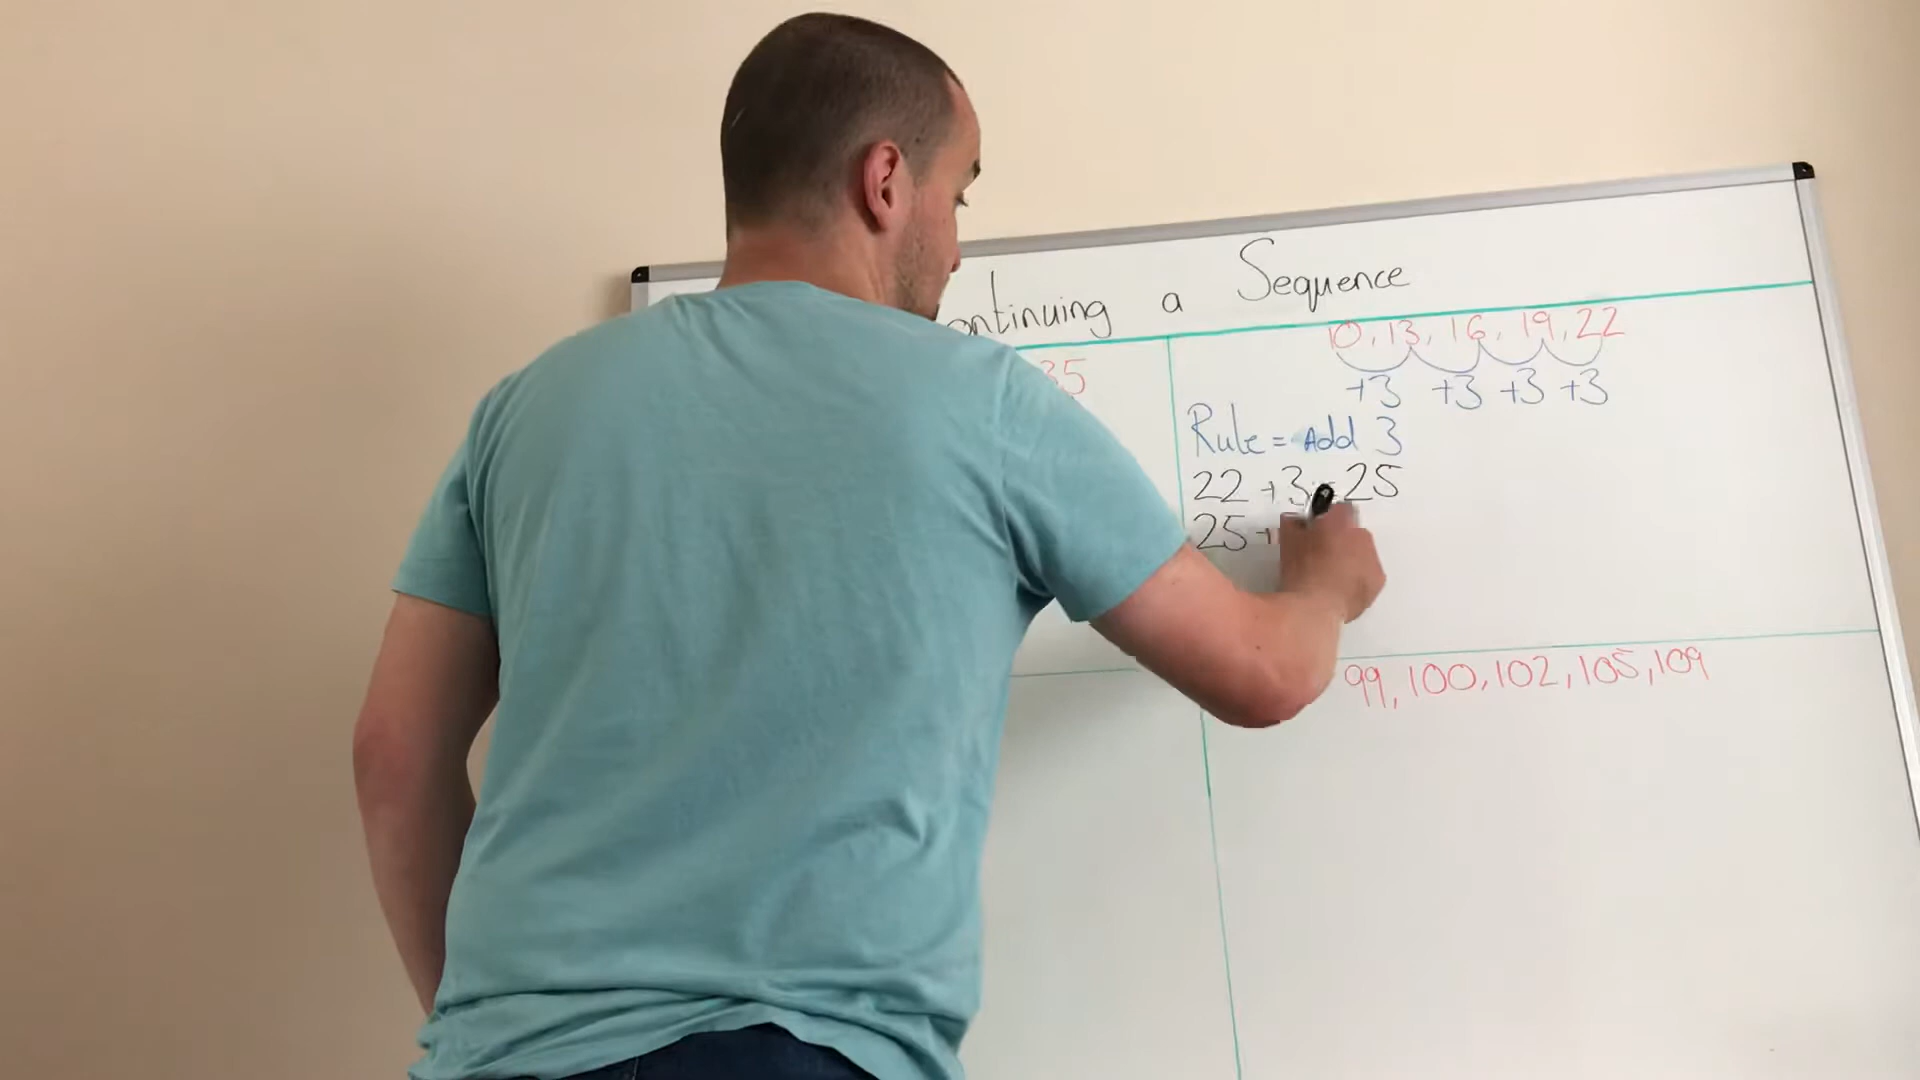 ontinuing a Sequence
35
10, 13, 16, 19, 22
+3 +3 +3 +3
Rule = Add 3
22 + 3 = 25
25 +
99, 100, 102, 105, 109